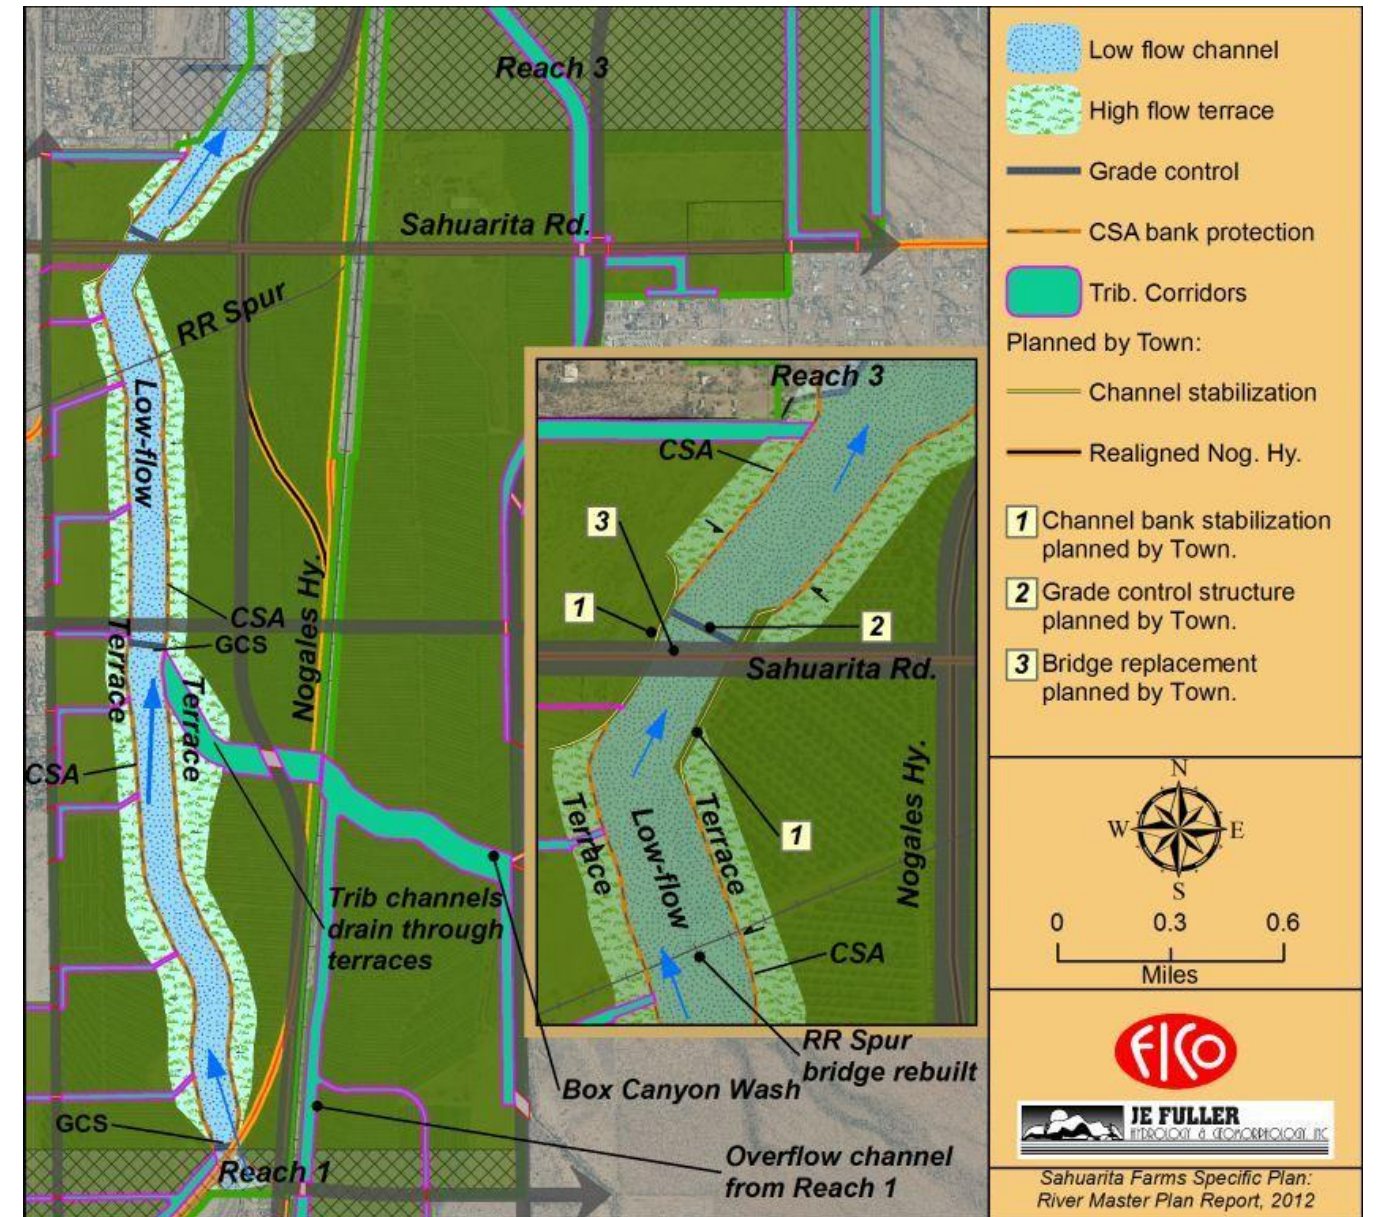 Reach 3
Sahuarita Rd.
RR Spur
Low-flow
Nogales Hy.
CSA
GCS
Terrace
Terrace
CSA
Trib channels
drain through
terraces
GCS
Reach 1
Box Canyon Wash
Overflow channel
from Reach 1
Reach 3
CSA
3
1
2
Sahuarita Rd.
Nogales Hy.
Terrace
Low-flow
Terrace
1
CSA
RR Spur
bridge rebuilt
Low flow channel
High flow terrace
Grade control
CSA bank protection
Trib. Corridors
Planned by Town:
Channel stabilization
Realigned Nog. Hy.
1 Channel bank stabilization
planned by Town.
2 Grade control structure
planned by Town.
3 Bridge replacement
planned by Town.
N
W E
S
0 0.3 0.6
Miles
FICO
JE FULLER
HYDROLOGY & GEOMORPHOLOGY, INC
Sahuarita Farms Specific Plan:
River Master Plan Report, 2012